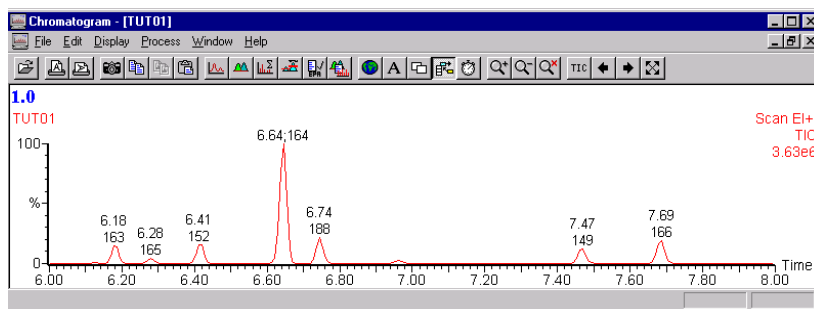 Chromatogram - [TUT01]
File Edit Display Process Window Help
A TIC
1.0
TUT01
Scan EI+
TIC
3.63e6
100
%
0
6.64;164
6.18
163
6.28
165
6.41
152
6.74
188
7.47
149
7.69
166
Time
6.00 6.20 6.40 6.60 6.80 7.00 7.20 7.40 7.60 7.80 8.00